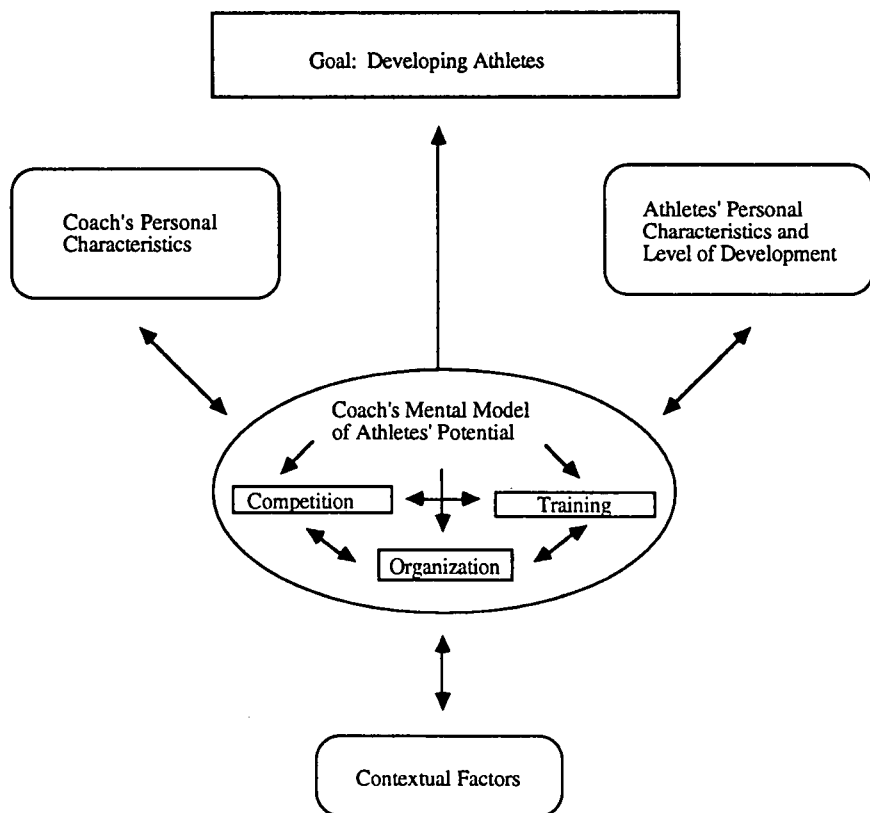 Goal: Developing Athletes
Coach's Personal
Characteristics
Athletes' Personal
Characteristics and
Level of Development
Coach's Mental Model
of Athletes' Potential
Competition
Training
Organization
Contextual Factors